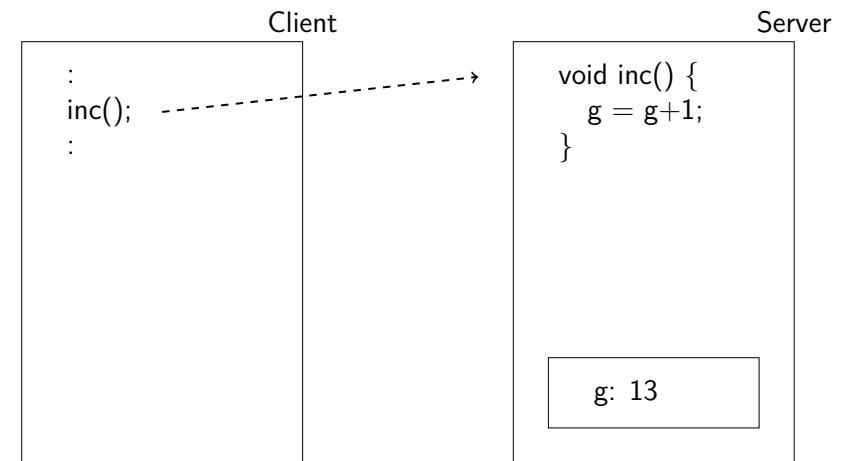 Client
:
inc();
:
Server
void inc() {
g = g+1;
}
g: 13